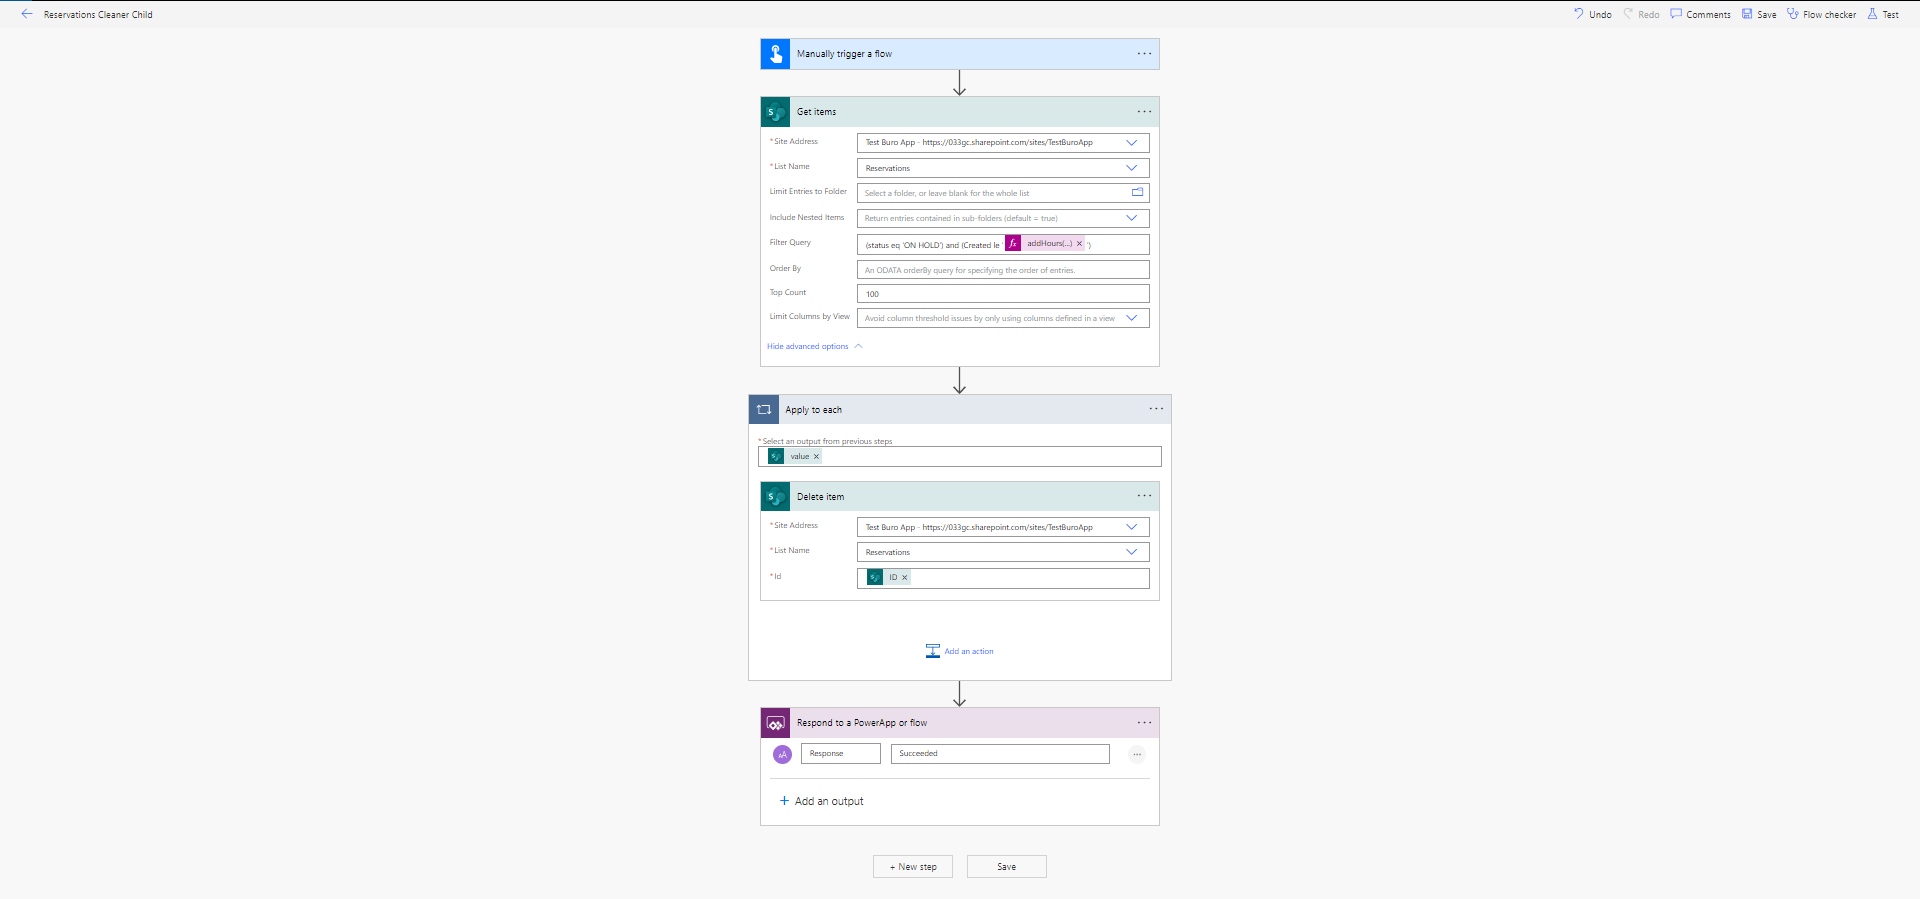 Reservations Cleaner Child
Undo Redo Comments Save Flow checker Test
Manually trigger a flow
Get items
*Site Address Test Buro App - https://033gc.sharepoint.com/sites/TestBuroApp
*List Name Reservations
Limit Entries to Folder Select a folder, or leave blank for the whole list
Include Nested Items Return entries contained in sub-folders (default = true)
Filter Query (status eq 'ON HOLD') and (Created le ' fx addHours(...) × ')
Order By An ODATA orderBy query for specifying the order of entries.
Top Count 100
Limit Columns by View Avoid column threshold issues by only using columns defined in a view
Hide advanced options
Apply to each
*Select an output from previous steps
value ×
Delete item
*Site Address Test Buro App - https://033gc.sharepoint.com/sites/TestBuroApp
*List Name Reservations
*Id ID ×
Add an action
Respond to a PowerApp or flow
Response Succeeded
+ Add an output
+ New step Save